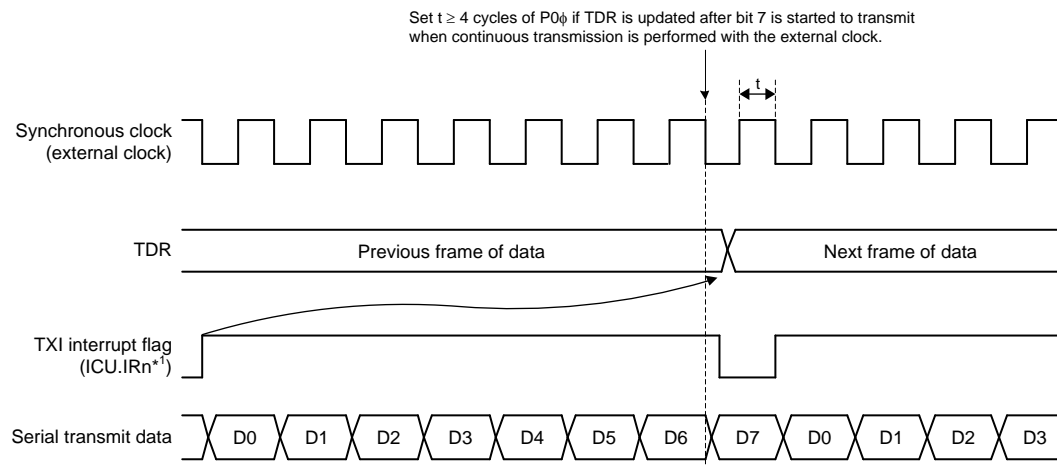 Set t ≥ 4 cycles of P0ϕ if TDR is updated after bit 7 is started to transmit
when continuous transmission is performed with the external clock.
t
Synchronous clock
(external clock)
TDR
Previous frame of data
Next frame of data
TXI interrupt flag
(ICU.IRn*1)
Serial transmit data
D0 D1 D2 D3 D4 D5 D6 D7 D0 D1 D2 D3